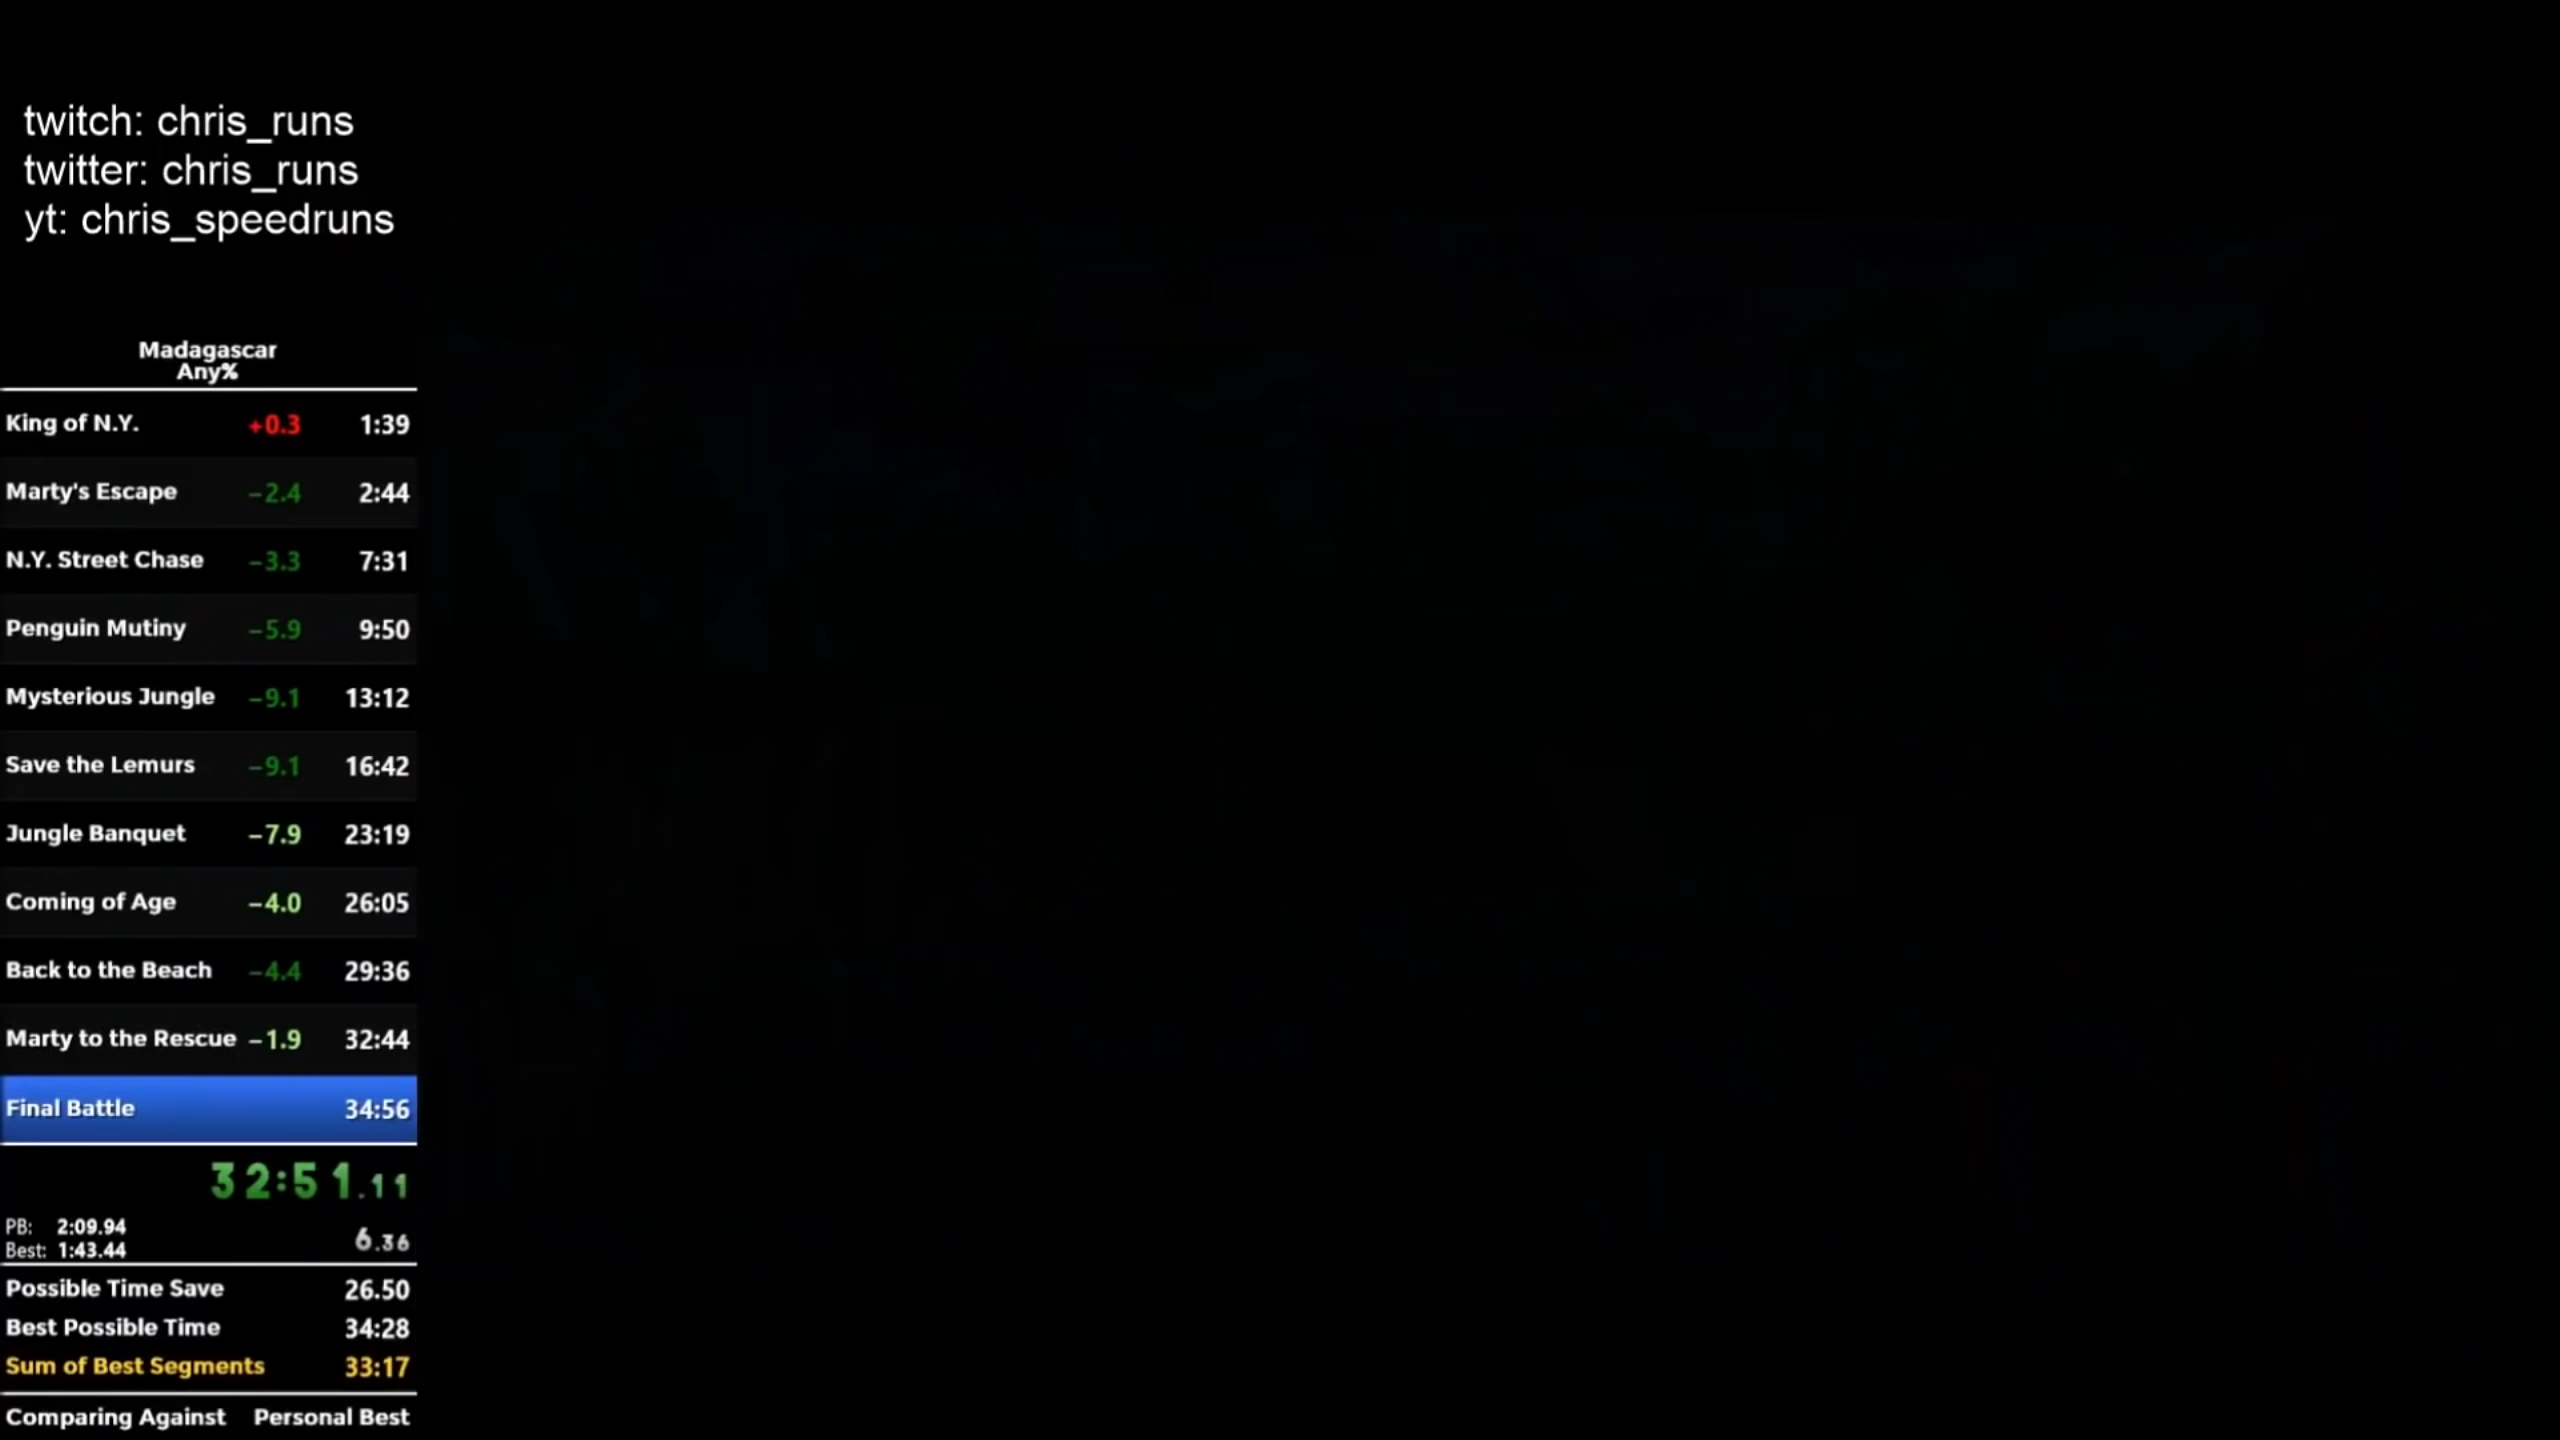 twitch: chris_runs
twitter: chris_runs
yt: chris_speedruns
Madagascar
Any%
King of N.Y. +0.3 1:39
Marty's Escape −2.4 2:44
N.Y. Street Chase −3.3 7:31
Penguin Mutiny −5.9 9:50
Mysterious Jungle −9.1 13:12
Save the Lemurs −9.1 16:42
Jungle Banquet −7.9 23:19
Coming of Age −4.0 26:05
Back to the Beach −4.4 29:36
Marty to the Rescue −1.9 32:44
Final Battle 34:56
32:51.11
PB: 2:09.94
Best: 1:43.44
6.36
Possible Time Save 26.50
Best Possible Time 34:28
Sum of Best Segments 33:17
Comparing Against Personal Best